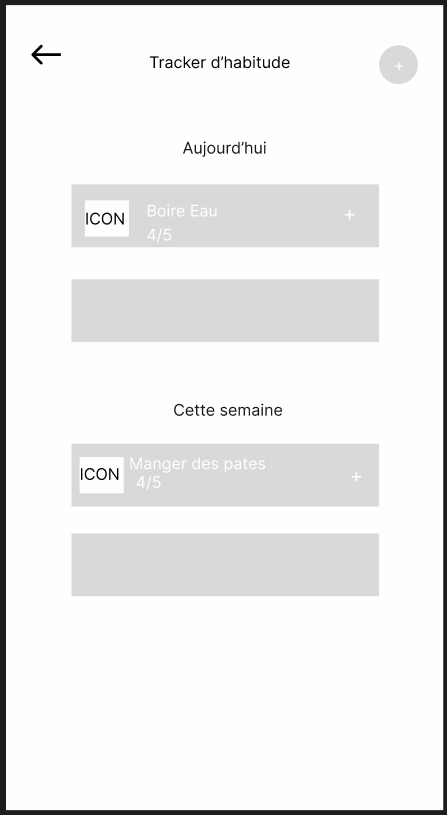 Tracker d’habitude
+
Aujourd’hui
ICON
Boire Eau
4/5
+
Cette semaine
ICON
Manger des pates
4/5
+